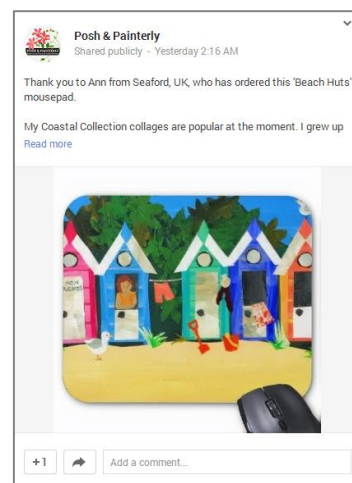 Posh & Painterly
Shared publicly - Yesterday 2:16 AM
Thank you to Ann from Seaford, UK, who has ordered this 'Beach Huts'
mousepad.
My Coastal Collection collages are popular at the moment. I grew up
Read more
+1
Add a comment...